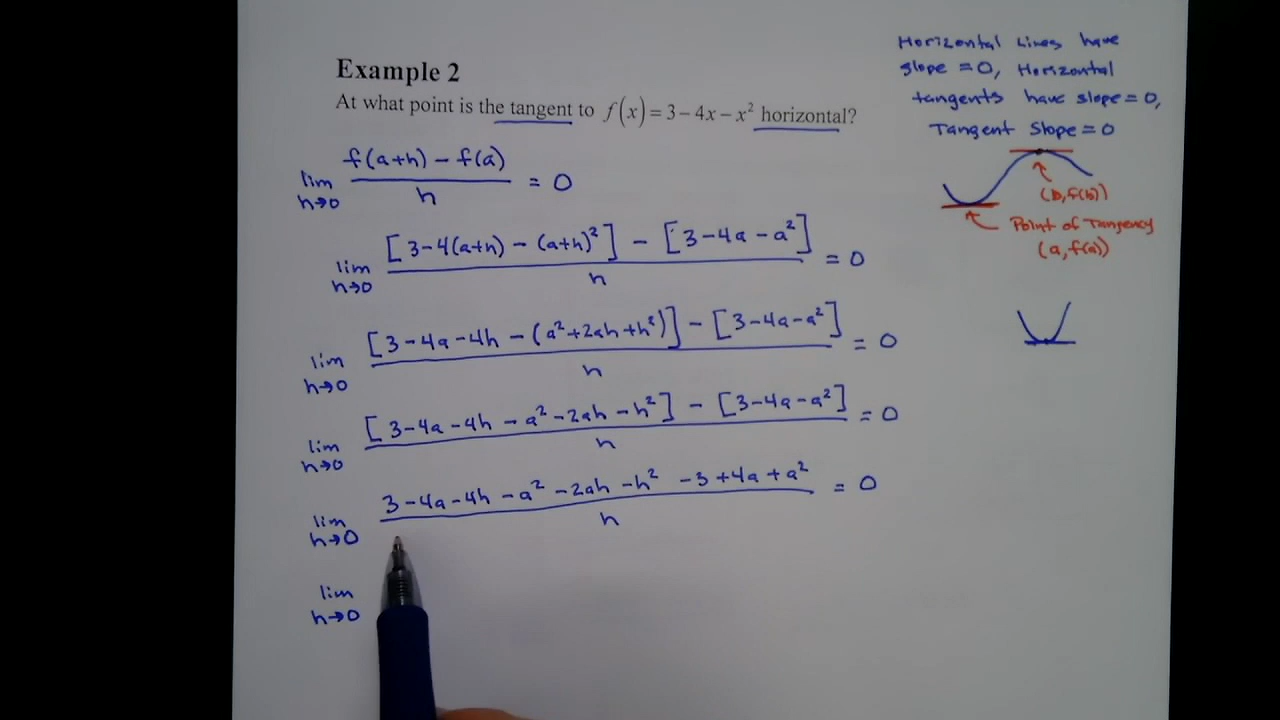 Example 2
At what point is the tangent to f(x) = 3 − 4x − x² horizontal?
lim h→0 f(a+h) − f(a) / h = 0
lim h→0 [3−4(a+h) − (a+h)²] − [3−4a−a²] / h = 0
lim h→0 [3−4a−4h − (a²+2ah+h²)] − [3−4a−a²] / h = 0
lim h→0 [3−4a−4h − a²−2ah−h²] − [3−4a−a²] / h = 0
lim h→0 3−4a−4h −a² −2ah −h² −3+4a+a² / h = 0
lim h→0
Horizontal Lines have
slope = 0, Horizontal
tangents have slope = 0,
Tangent Slope = 0
(b, f(b))
Point of Tangency
(a, f(a))